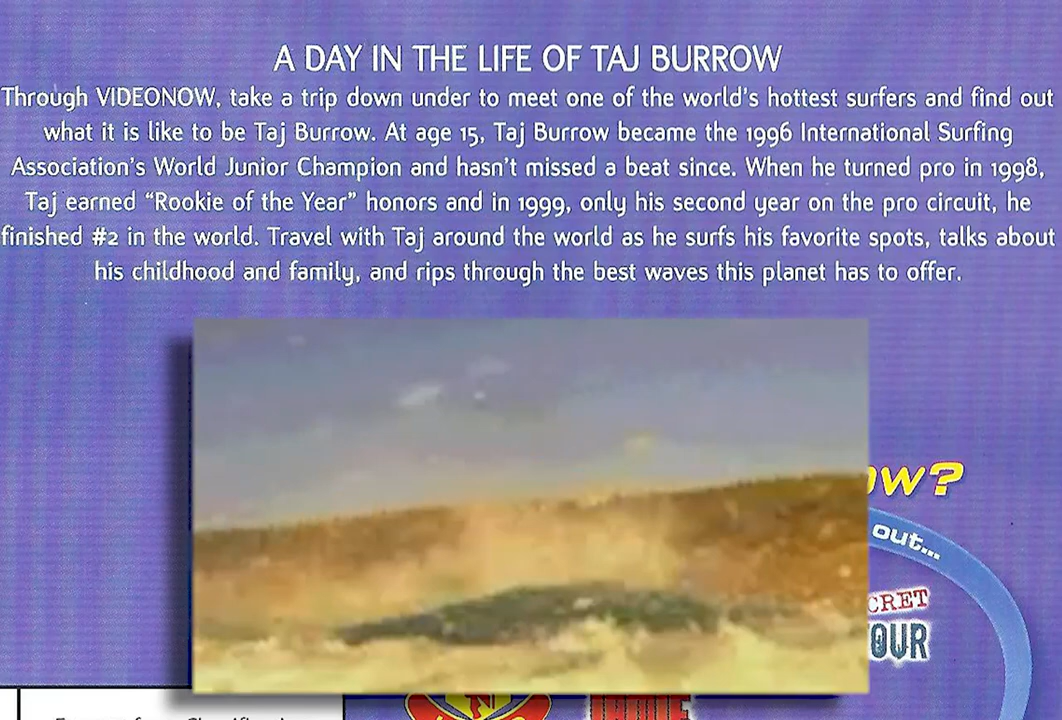 A DAY IN THE LIFE OF TAJ BURROW
Through VIDEONOW, take a trip down under to meet one of the world's hottest surfers and find out
what it is like to be Taj Burrow. At age 15, Taj Burrow became the 1996 International Surfing
Association's World Junior Champion and hasn't missed a beat since. When he turned pro in 1998,
Taj earned "Rookie of the Year" honors and in 1999, only his second year on the pro circuit, he
finished #2 in the world. Travel with Taj around the world as he surfs his favorite spots, talks about
his childhood and family, and rips through the best waves this planet has to offer.
OW?
out...
CRET
OUR